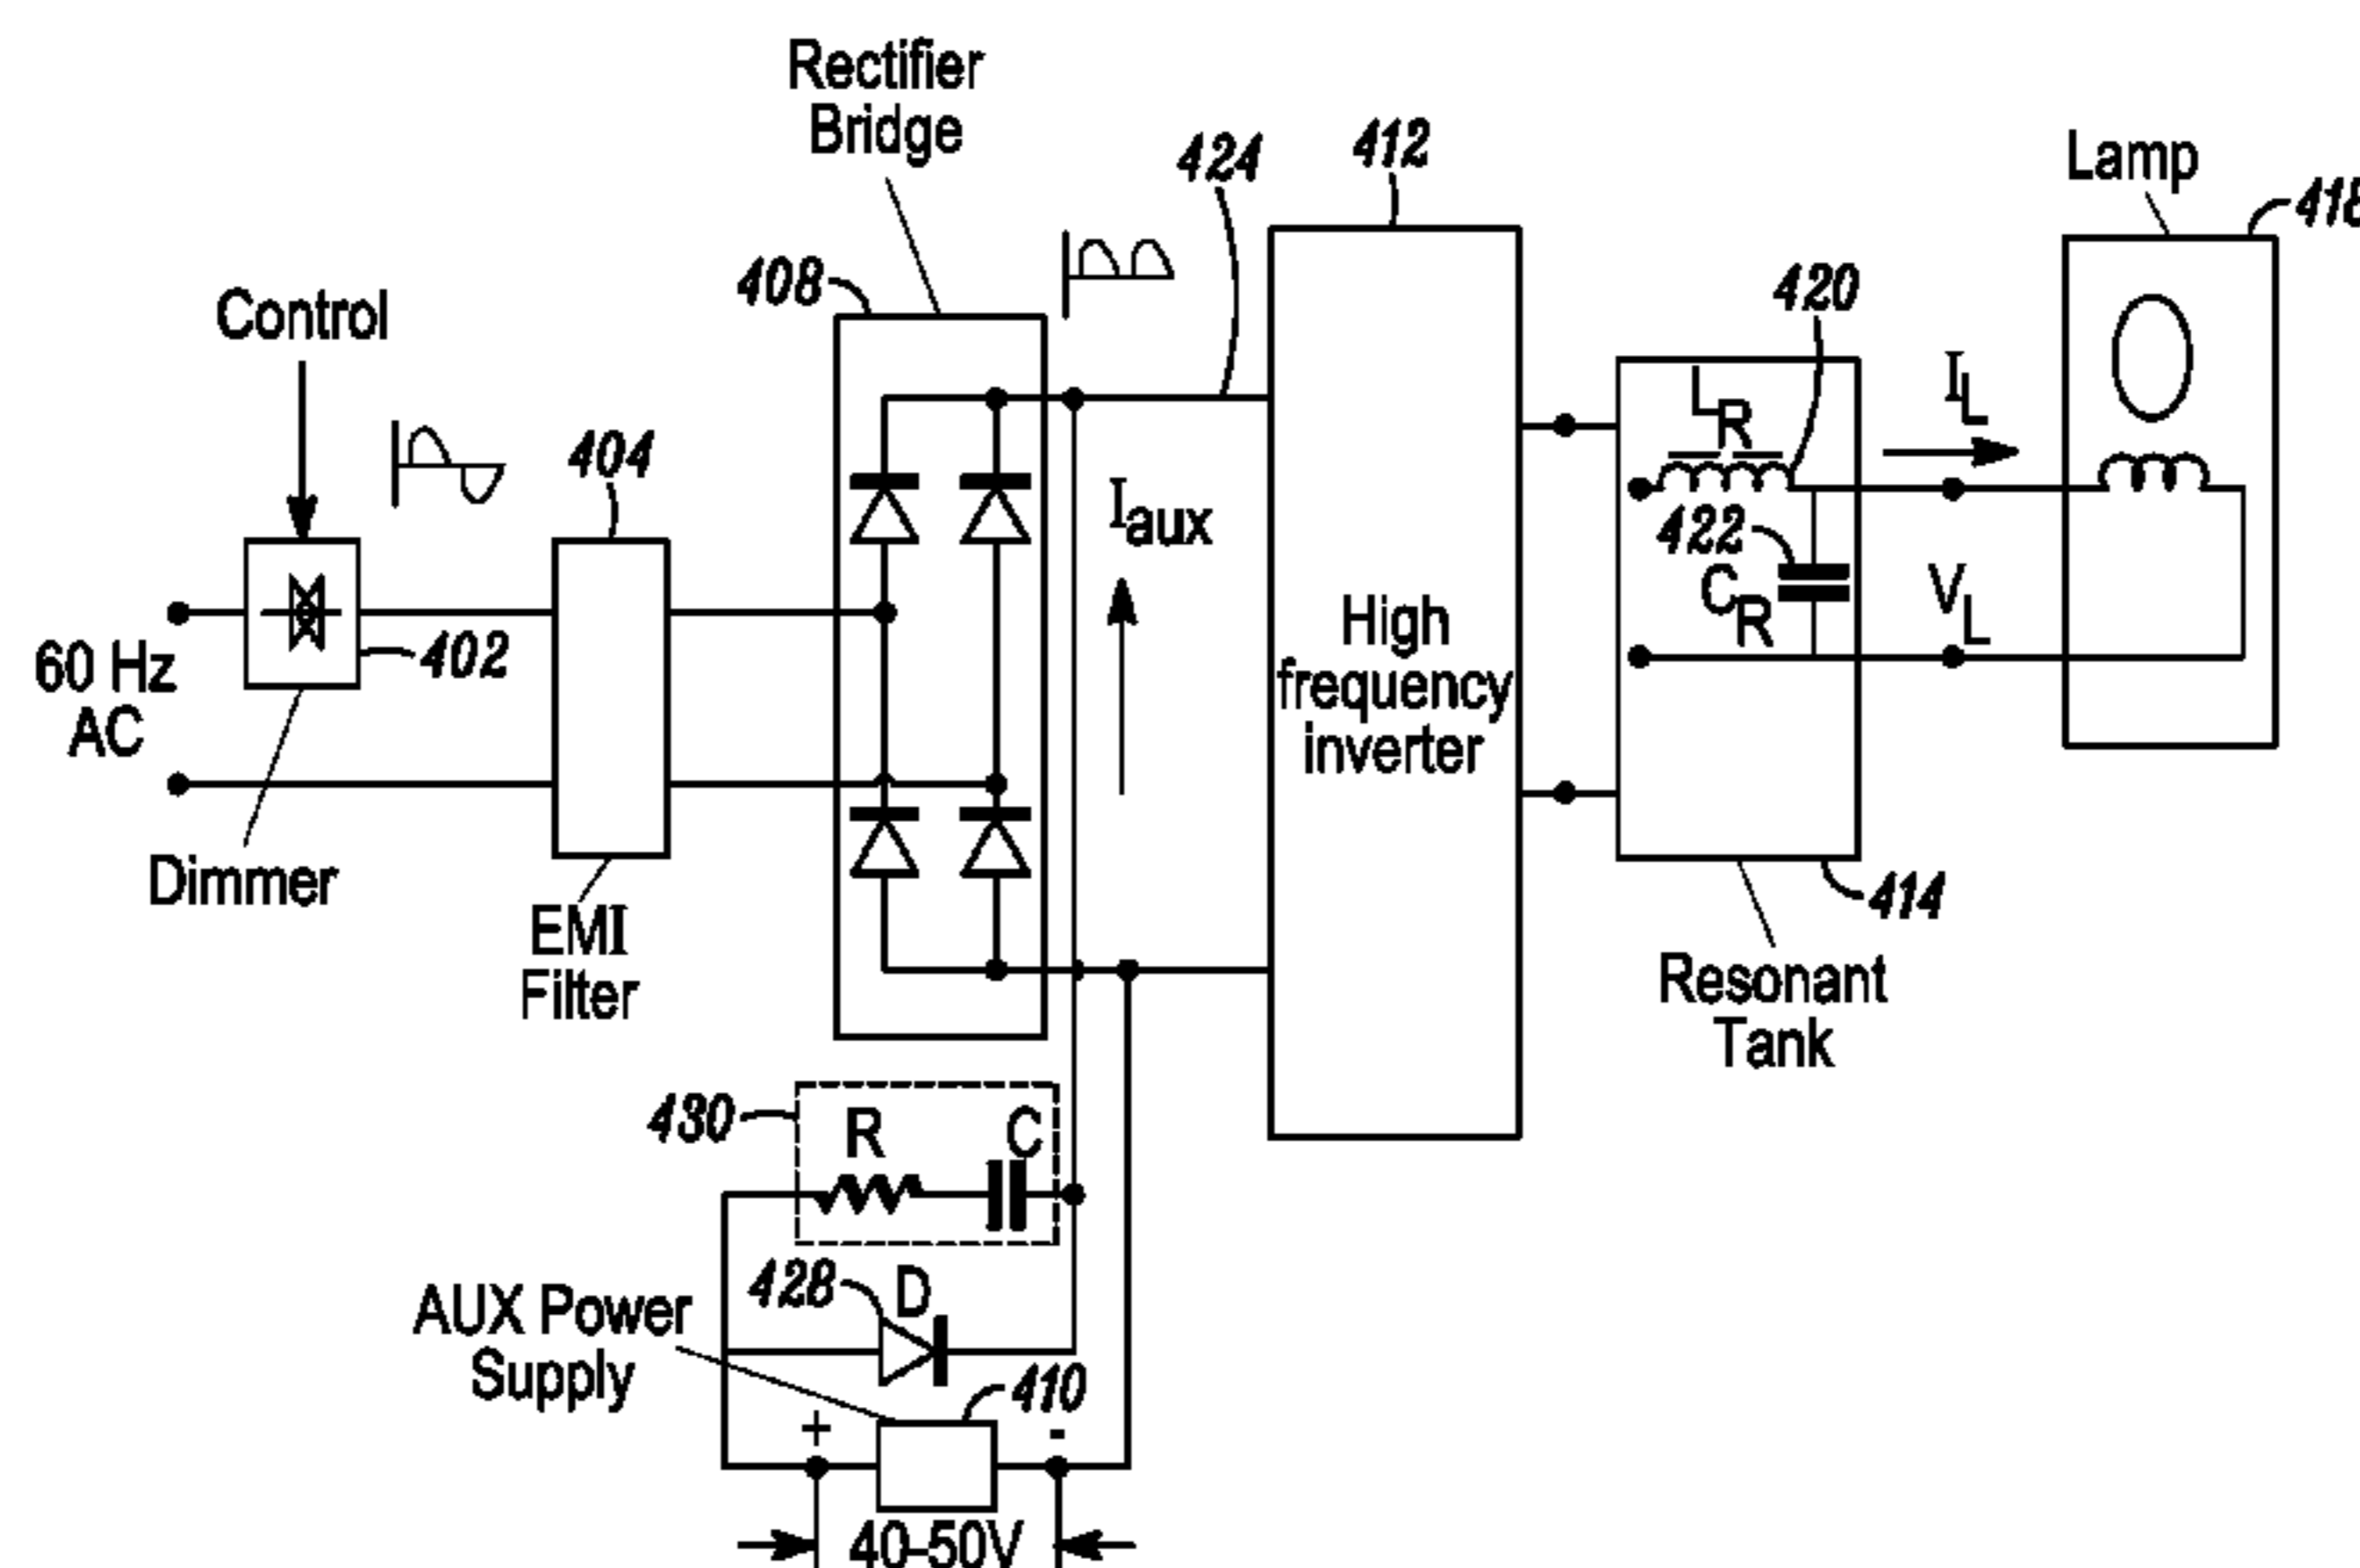 Rectifier
Bridge
412
424
Lamp
418
408
420
Control
404
L_R
I_L
I_aux
422
C_R
V_L
402
60 Hz
AC
High
frequency
inverter
Dimmer
414
EMI
Filter
Resonant
Tank
430
R
C
428
D
AUX Power
Supply
410
+
-
40-50V